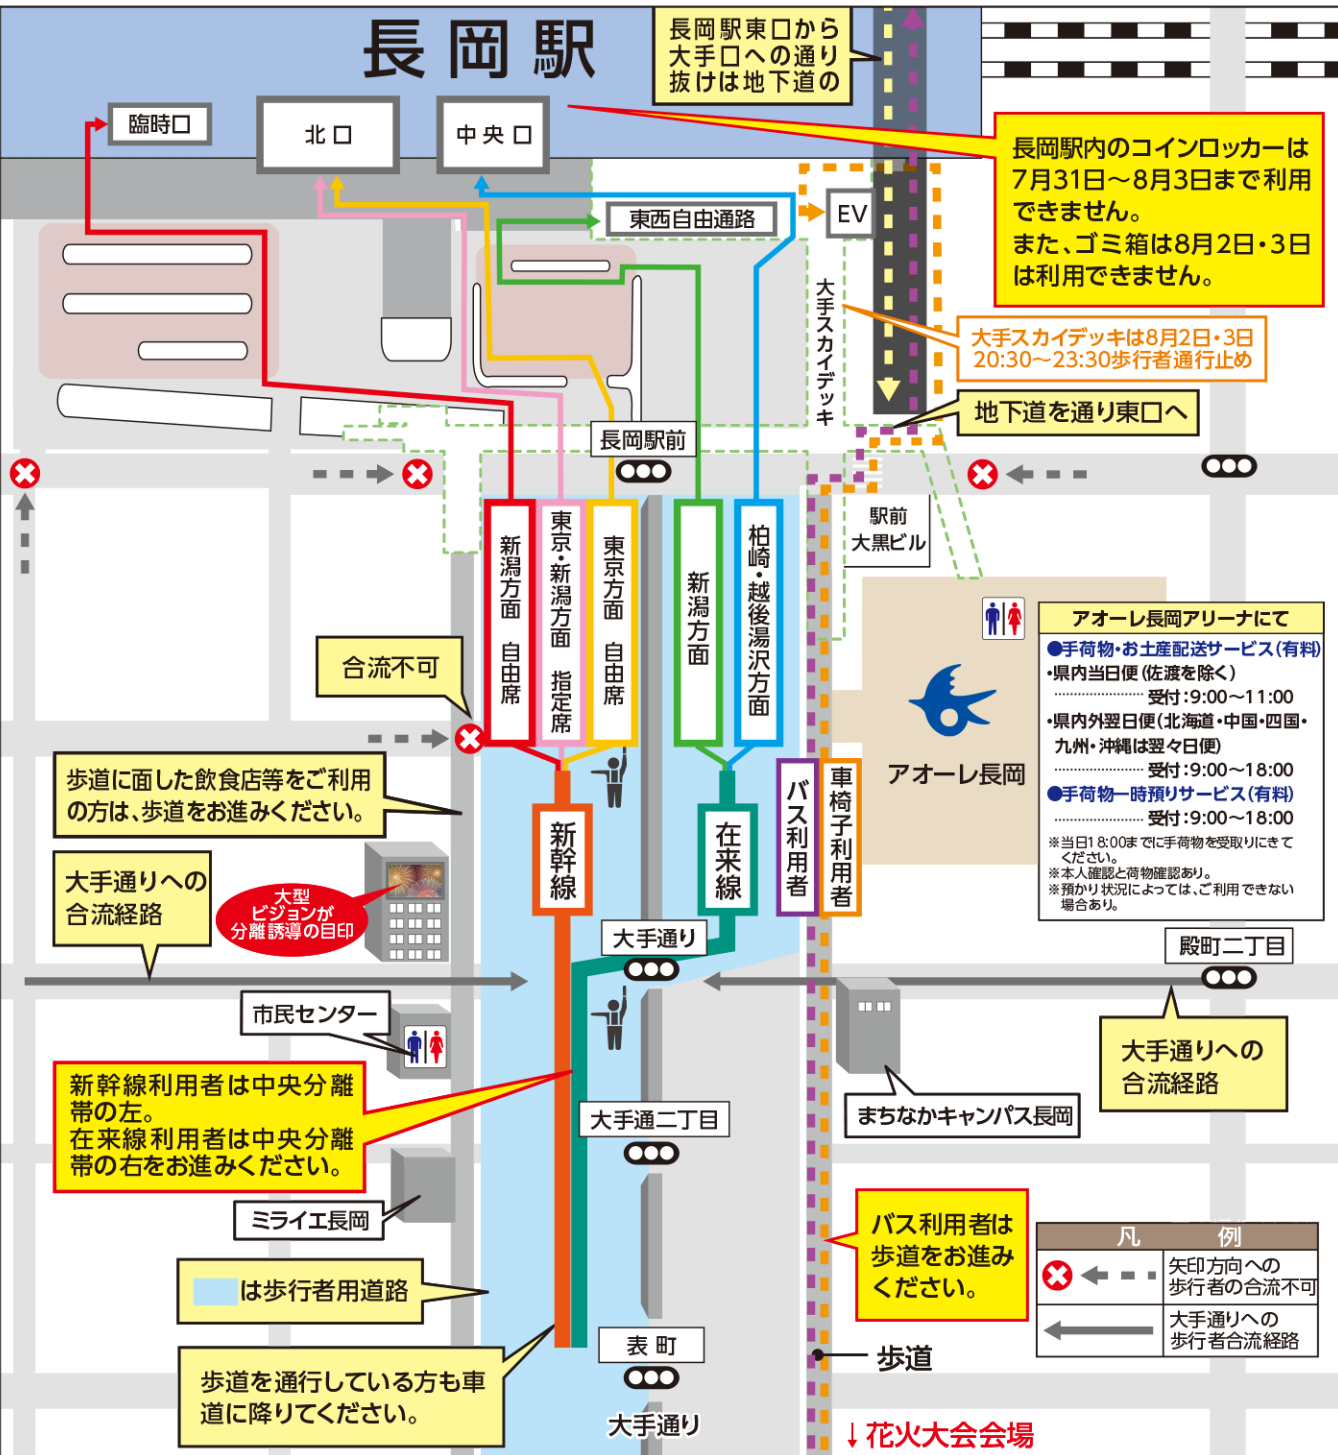 長岡駅
長岡駅東口から
大手口への通り
抜けは地下道の
臨時口
北口
中央口
長岡駅内のコインロッカーは
7月31日～8月3日まで利用
できません。
また、ゴミ箱は8月2日・3日
は利用できません。
東西自由通路
EV
大手スカイデッキ
大手スカイデッキは8月2日・3日
20:30～23:30歩行者通行止め
地下道を通り東口へ
長岡駅前
駅前
大黒ビル
新潟方面 自由席
東京・新潟方面 指定席
東京方面 自由席
新潟方面
柏崎・越後湯沢方面
合流不可
アオーレ長岡
アオーレ長岡アリーナにて
●手荷物・お土産配送サービス(有料)
・県内当日便(佐渡を除く)
受付：9:00～11:00
・県内外翌日便(北海道・中国・四国・
九州・沖縄は翌々日便)
受付：9:00～18:00
●手荷物一時預りサービス(有料)
受付：9:00～18:00
※当日18:00までに手荷物を受取りにきて
ください。
※本人確認と荷物確認あり。
※預かり状況によっては、ご利用できない
場合あり。
歩道に面した飲食店等をご利用
の方は、歩道をお進みください。
新幹線
在来線
バス利用者
車椅子利用者
大手通りへの
合流経路
大型
ビジョンが
分離誘導の目印
大手通り
殿町二丁目
市民センター
大手通りへの
合流経路
まちなかキャンパス長岡
新幹線利用者は中央分離
帯の左。
在来線利用者は中央分離
帯の右をお進みください。
大手通二丁目
ミライエ長岡
バス利用者は
歩道をお進み
ください。
凡例
矢印方向への
歩行者の合流不可
大手通りへの
歩行者合流経路
は歩行者用道路
表町
歩道
歩道を通行している方も車
道に降りてください。
大手通り
↓花火大会会場